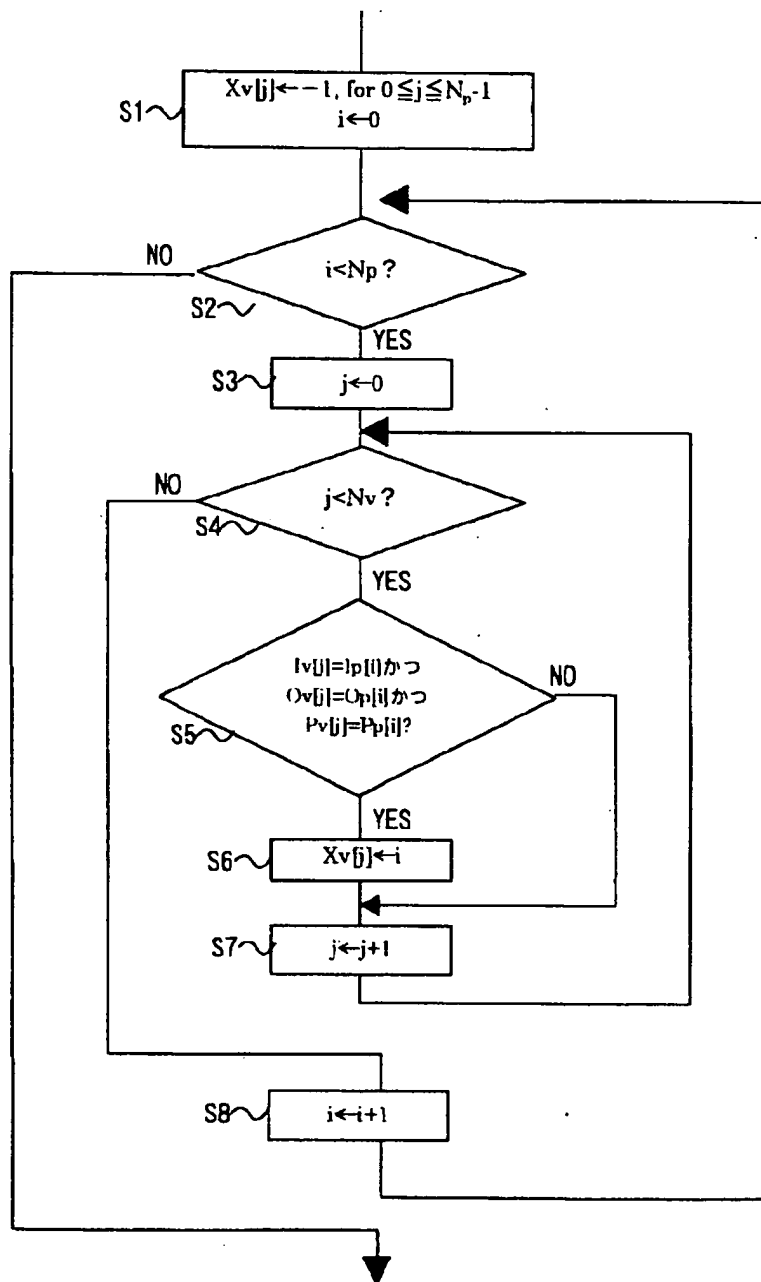 Xv[j]←-1, for 0≦j≦Np-1
i←0
S1
NO
i<Np?
S2
YES
S3
j←0
NO
j<Nv?
S4
YES
Iv[j]=Ip[i]かつ
Ov[j]=Op[i]かつ
Pv[j]=Pp[i]?
NO
S5
YES
S6
Xv[j]←i
S7
j←j+1
S8
i←i+1